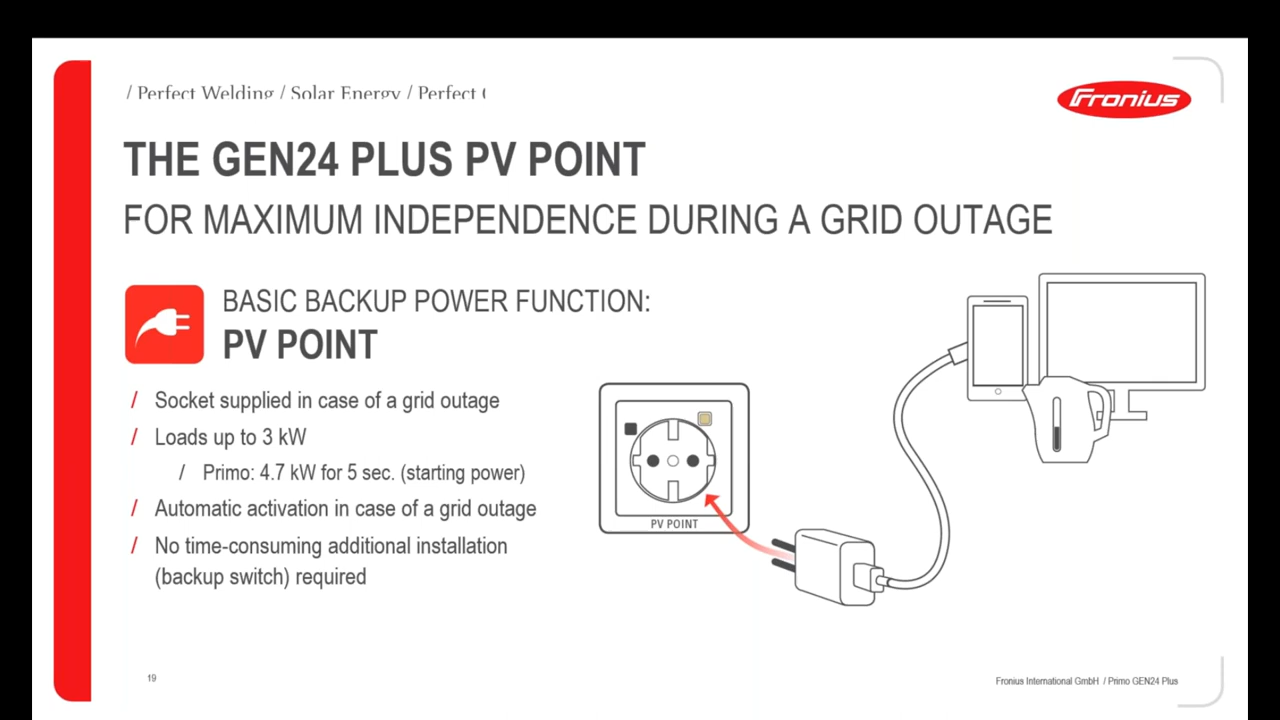 / Perfect Welding / Solar Energy / Perfect
Fronius
THE GEN24 PLUS PV POINT
FOR MAXIMUM INDEPENDENCE DURING A GRID OUTAGE
BASIC BACKUP POWER FUNCTION:
PV POINT
/ Socket supplied in case of a grid outage
/ Loads up to 3 kW
/ Primo: 4.7 kW for 5 sec. (starting power)
/ Automatic activation in case of a grid outage
/ No time-consuming additional installation
(backup switch) required
PV POINT
19
Fronius International GmbH / Primo GEN24 Plus